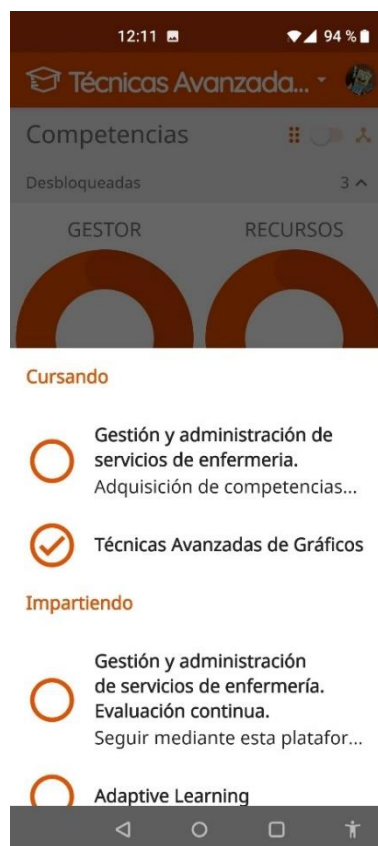 12:11 94 %
Técnicas Avanzada...
Competencias
Desbloqueadas 3
GESTOR RECURSOS
Cursando
Gestión y administración de
servicios de enfermeria.
Adquisición de competencias...
Técnicas Avanzadas de Gráficos
Impartiendo
Gestión y administración
de servicios de enfermería.
Evaluación continua.
Seguir mediante esta platafor...
Adaptive Learning